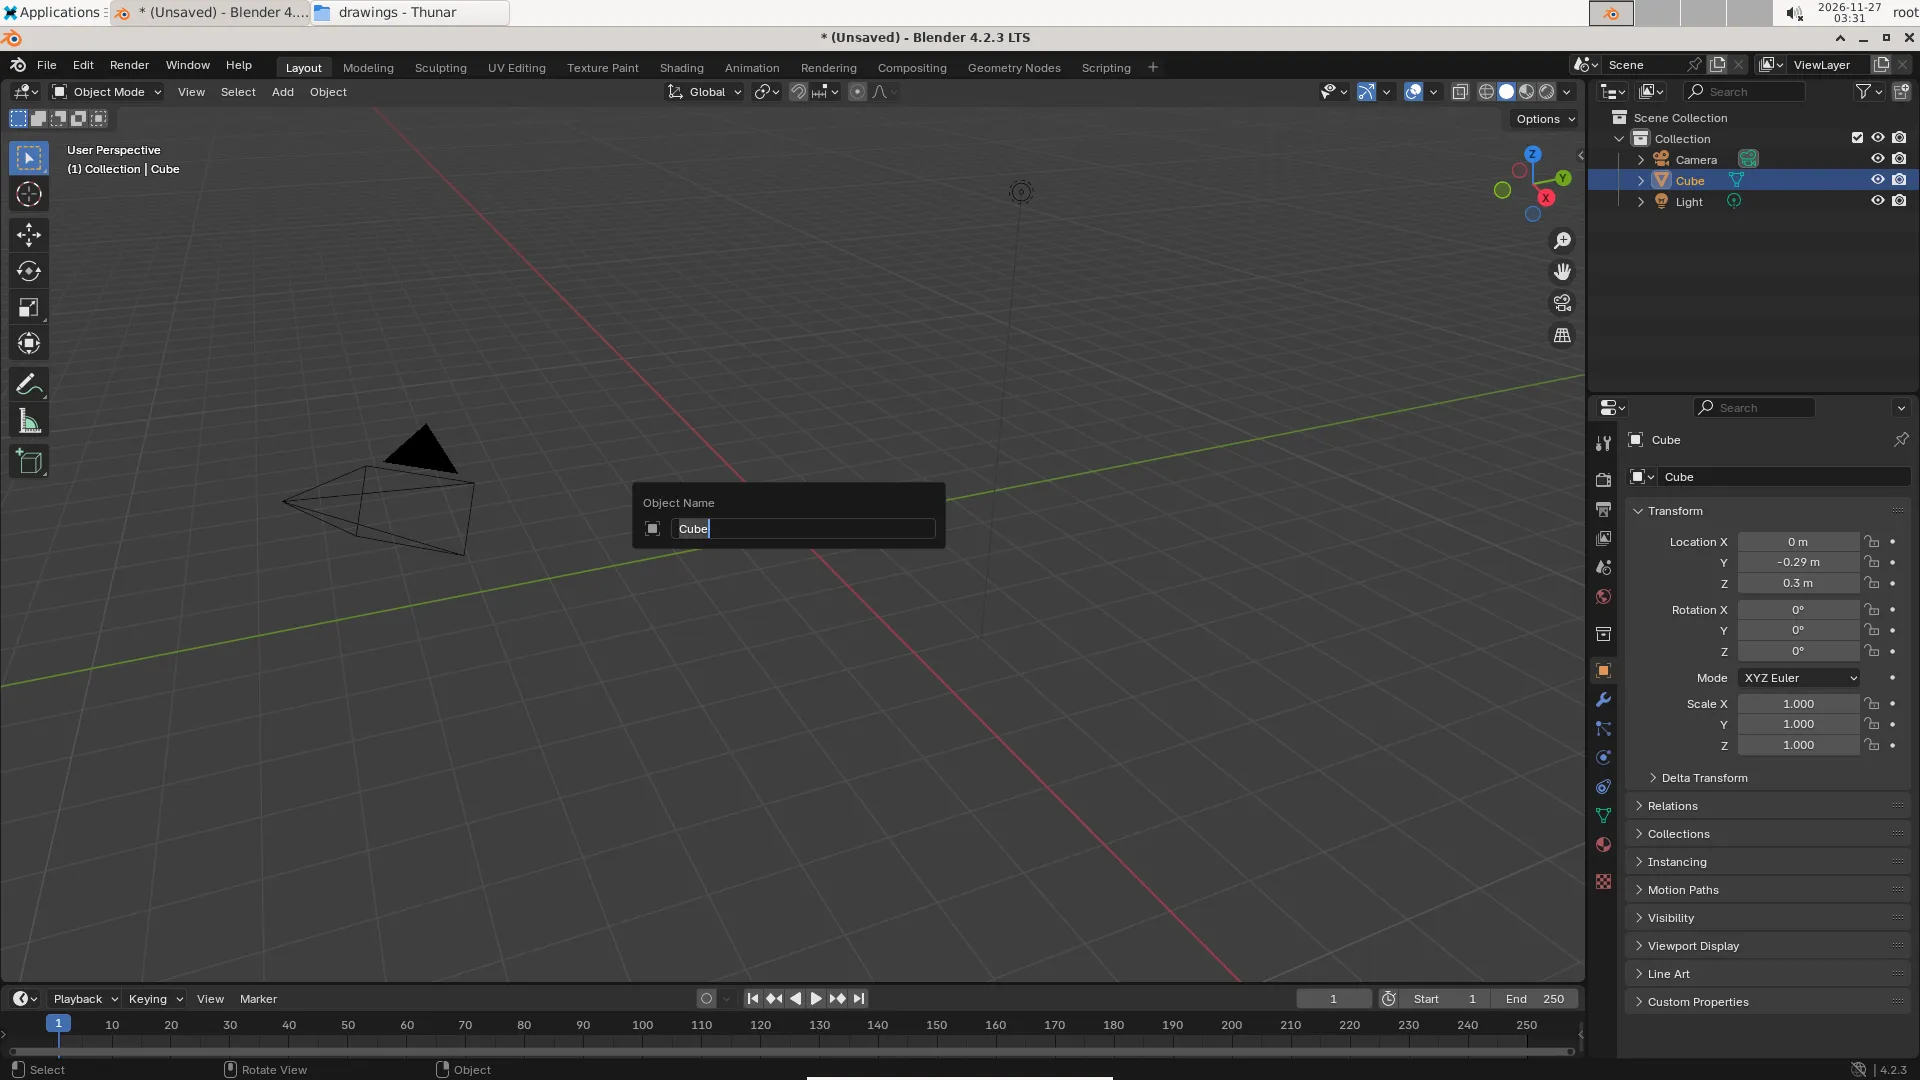 Applications
* (Unsaved) - Blender 4....
drawings - Thunar
2026-11-27
03:31
root
* (Unsaved) - Blender 4.2.3 LTS
File Edit Render Window Help
Layout Modeling Sculpting UV Editing Texture Paint Shading Animation Rendering Compositing Geometry Nodes Scripting +
Scene
ViewLayer
Object Mode View Select Add Object
Global
Search
Options
User Perspective
(1) Collection | Cube
Z
Y
X
Scene Collection
Collection
Camera
Cube
Light
Search
Cube
Cube
Object Name
Cube
Transform
Location X 0 m
Y -0.29 m
Z 0.3 m
Rotation X 0°
Y 0°
Z 0°
Mode XYZ Euler
Scale X 1.000
Y 1.000
Z 1.000
Delta Transform
Relations
Collections
Instancing
Motion Paths
Visibility
Viewport Display
Line Art
Custom Properties
Playback Keying View Marker
1
Start 1
End 250
1 10 20 30 40 50 60 70 80 90 100 110 120 130 140 150 160 170 180 190 200 210 220 230 240 250
Select
Rotate View
Object
4.2.3